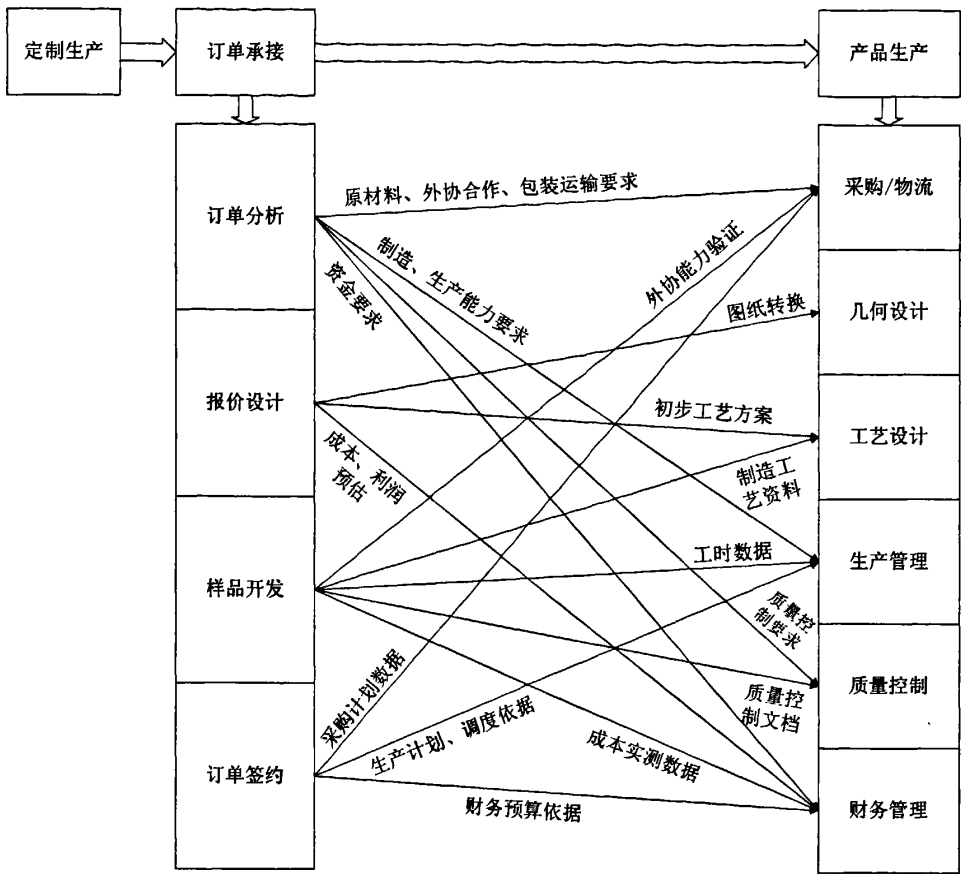 定制生产
订单承接
产品生产
订单分析
报价设计
样品开发
订单签约
原材料、外协合作、包装运输要求
制造、生产能力要求
资金要求
外协能力验证
图纸转换
初步工艺方案
成本、利润
预估
制造工
艺资料
工时数据
质量控
制要求
采购计划数据
生产计划、调度依据
质量控
制文档
成本实测数据
财务预算依据
采购/物流
几何设计
工艺设计
生产管理
质量控制
财务管理